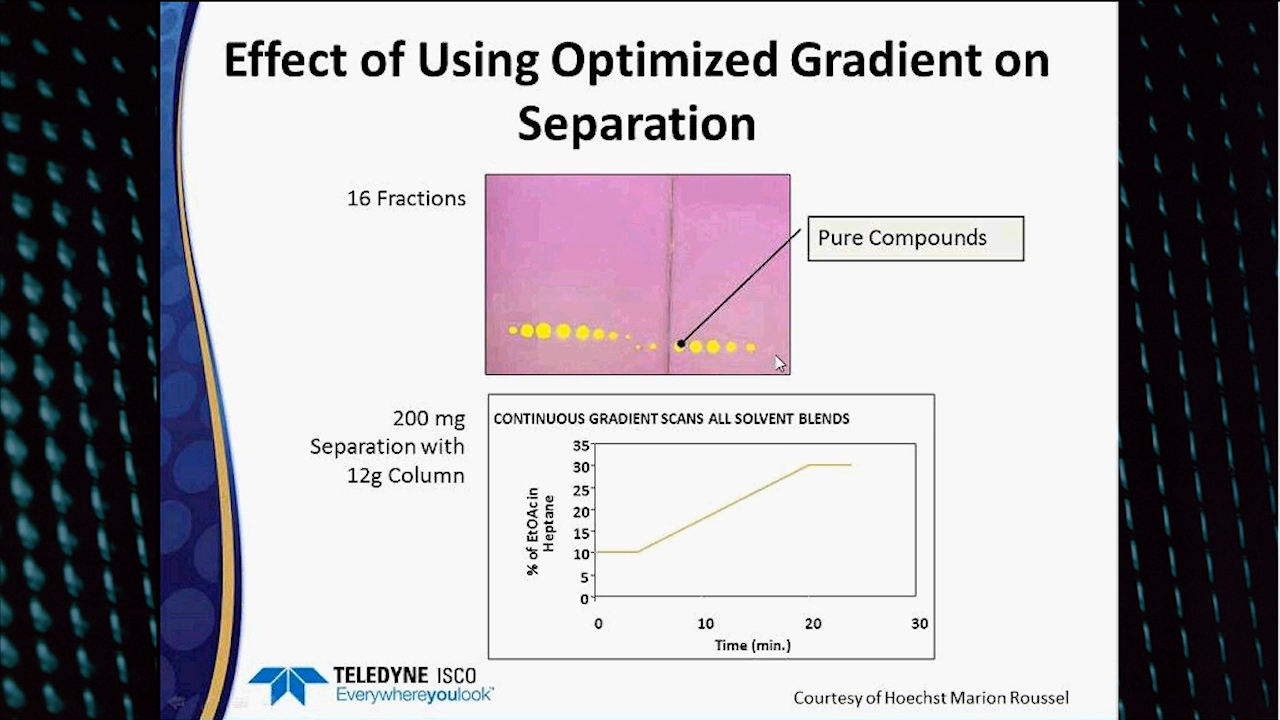 Effect of Using Optimized Gradient on
Separation
16 Fractions
Pure Compounds
200 mg
Separation with
12g Column
CONTINUOUS GRADIENT SCANS ALL SOLVENT BLENDS
% of EtOAc in
Heptane
35
30
25
20
15
10
5
0
0 10 20 30
Time (min.)
TELEDYNE ISCO
Everywhereyoulook™
Courtesy of Hoechst Marion Roussel